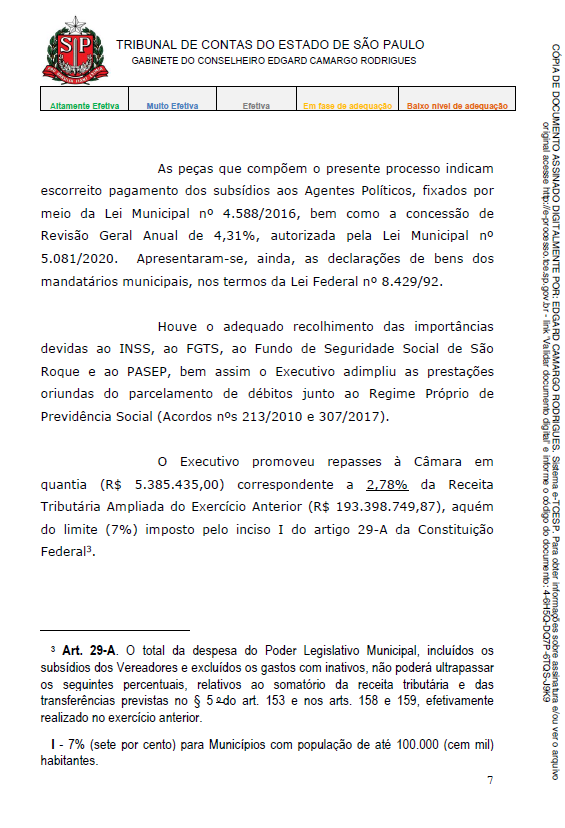 TRIBUNAL DE CONTAS DO ESTADO DE SÃO PAULO
GABINETE DO CONSELHEIRO EDGARD CAMARGO RODRIGUES
Altamente Efetiva Muito Efetiva Efetiva Em fase de adequação Baixo nível de adequação
As peças que compõem o presente processo indicam
escorreito pagamento dos subsídios aos Agentes Políticos, fixados por
meio da Lei Municipal nº 4.588/2016, bem como a concessão de
Revisão Geral Anual de 4,31%, autorizada pela Lei Municipal nº
5.081/2020. Apresentaram-se, ainda, as declarações de bens dos
mandatários municipais, nos termos da Lei Federal nº 8.429/92.
Houve o adequado recolhimento das importâncias
devidas ao INSS, ao FGTS, ao Fundo de Seguridade Social de São
Roque e ao PASEP, bem assim o Executivo adimpliu as prestações
oriundas do parcelamento de débitos junto ao Regime Próprio de
Previdência Social (Acordos nºs 213/2010 e 307/2017).
O Executivo promoveu repasses à Câmara em
quantia (R$ 5.385.435,00) correspondente a 2,78% da Receita
Tributária Ampliada do Exercício Anterior (R$ 193.398.749,87), aquém
do limite (7%) imposto pelo inciso I do artigo 29-A da Constituição
Federal³.
³ Art. 29-A. O total da despesa do Poder Legislativo Municipal, incluídos os
subsídios dos Vereadores e excluídos os gastos com inativos, não poderá ultrapassar
os seguintes percentuais, relativos ao somatório da receita tributária e das
transferências previstas no § 5 º do art. 153 e nos arts. 158 e 159, efetivamente
realizado no exercício anterior.
I - 7% (sete por cento) para Municípios com população de até 100.000 (cem mil)
habitantes.
7
CÓPIA DE DOCUMENTO ASSINADO DIGITALMENTE POR: EDGARD CAMARGO RODRIGUES. Sistema e-TCESP. Para obter informações sobre assinatura e/ou ver o arquivo
original acesse http://e-processo.tce.sp.gov.br - link 'Validar documento digital' e informe o código do documento: 4-6H5Q-DQ7P-6TQS-J9K9